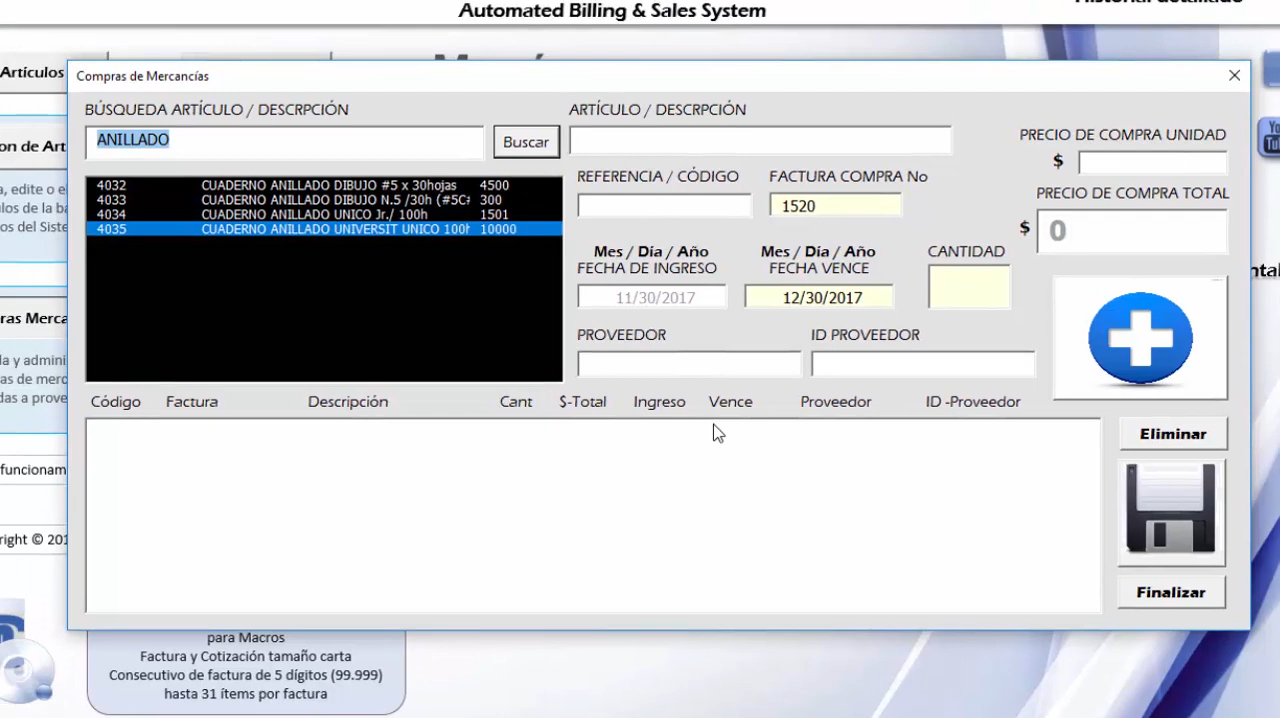 Automated Billing & Sales System
Artículos
on de Art
, edite o el
ulos de la ba
os del Siste
ras Merca
la y admini
as de merc
das a prove
funcionam
right © 201
Compras de Mercancías
BÚSQUEDA ARTÍCULO / DESCRPCIÓN
ANILLADO
Buscar
4032 CUADERNO ANILLADO DIBUJO #5 x 30hojas 4500
4033 CUADERNO ANILLADO DIBUJO N.5 /30h (#5C# 300
4034 CUADERNO ANILLADO UNICO Jr./ 100h 1501
4035 CUADERNO ANILLADO UNIVERSIT UNICO 100h 10000
ARTÍCULO / DESCRPCIÓN
REFERENCIA / CÓDIGO
FACTURA COMPRA No
1520
Mes / Día / Año
FECHA DE INGRESO
11/30/2017
Mes / Día / Año
FECHA VENCE
12/30/2017
CANTIDAD
PROVEEDOR
ID PROVEEDOR
PRECIO DE COMPRA UNIDAD
$
PRECIO DE COMPRA TOTAL
$ 0
Código Factura Descripción Cant $-Total Ingreso Vence Proveedor ID -Proveedor
Eliminar
Finalizar
para Macros
Factura y Cotización tamaño carta
Consecutivo de factura de 5 dígitos (99.999)
hasta 31 ítems por factura